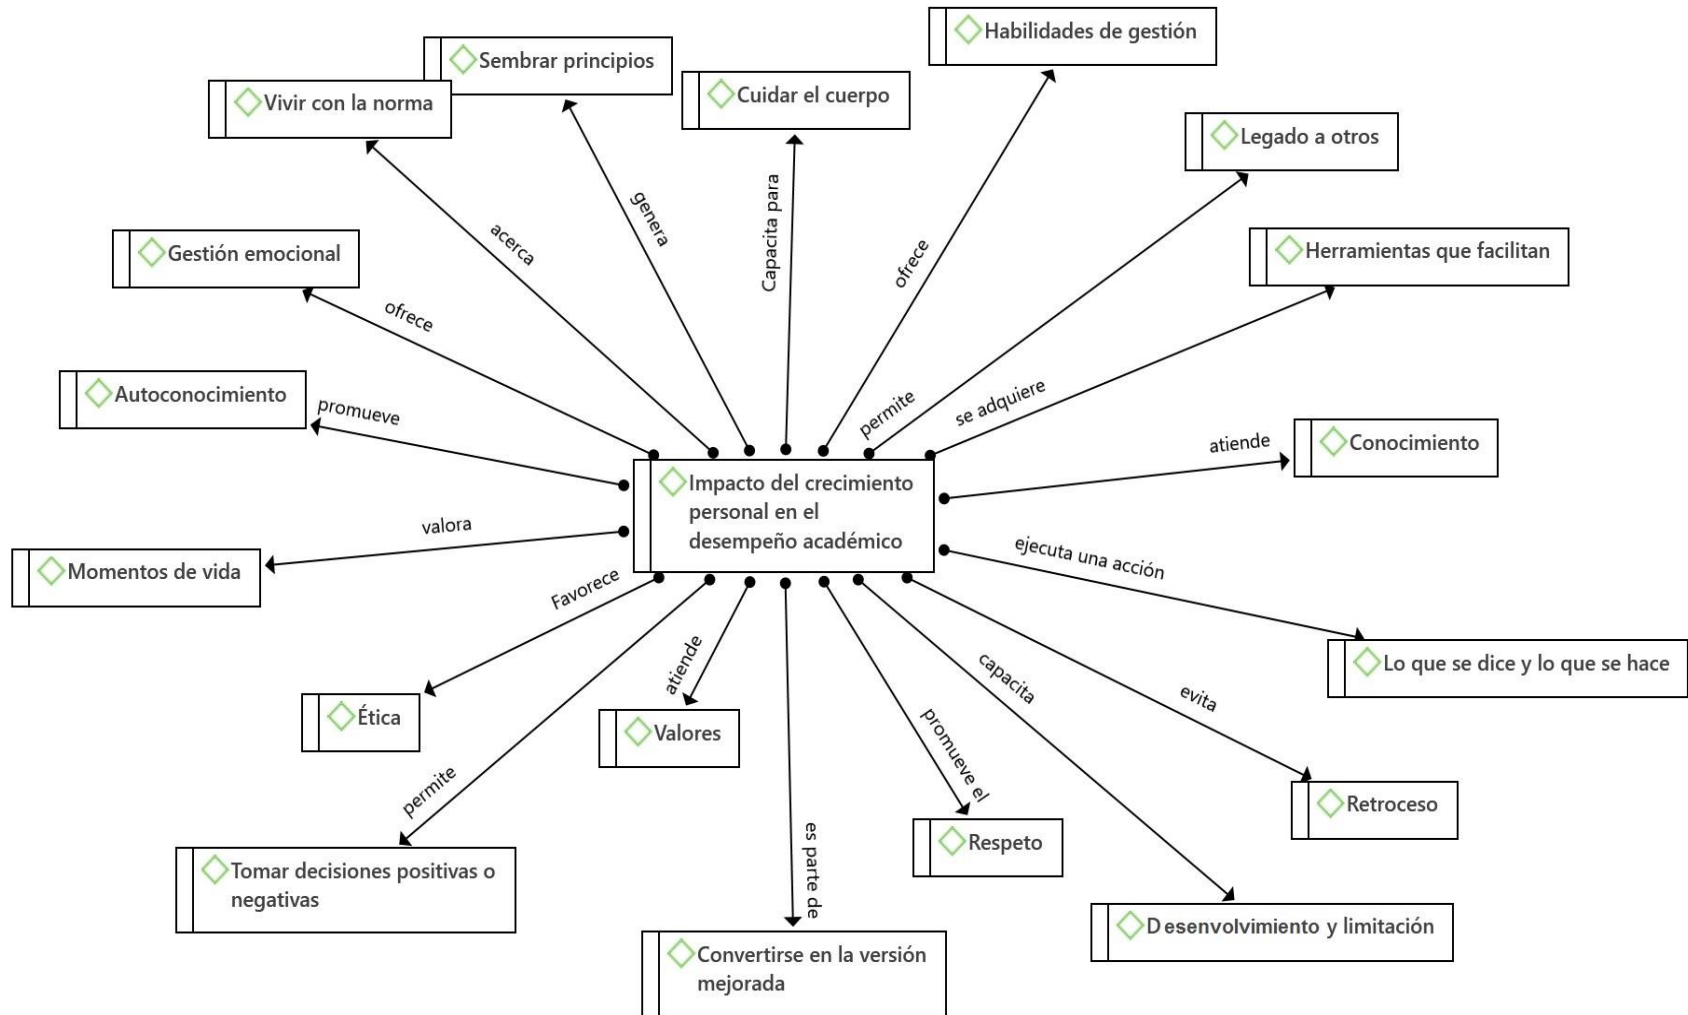 Habilidades de gestión
Sembrar principios
Cuidar el cuerpo
Vivir con la norma
Legado a otros
Capacita para
genera
acerca
Gestión emocional
ofrece
Herramientas que facilitan
ofrece
Autoconocimiento
promueve
permite
se adquiere
atiende
Conocimiento
Impacto del crecimiento
personal en el
desempeño académico
valora
Momentos de vida
ejecuta una acción
Favorece
Lo que se dice y lo que se hace
atiende
capacita
evita
Ética
Valores
promueve el
permite
Retroceso
es parte de
Respeto
Tomar decisiones positivas o
negativas
Desenvolvimiento y limitación
Convertirse en la versión
mejorada